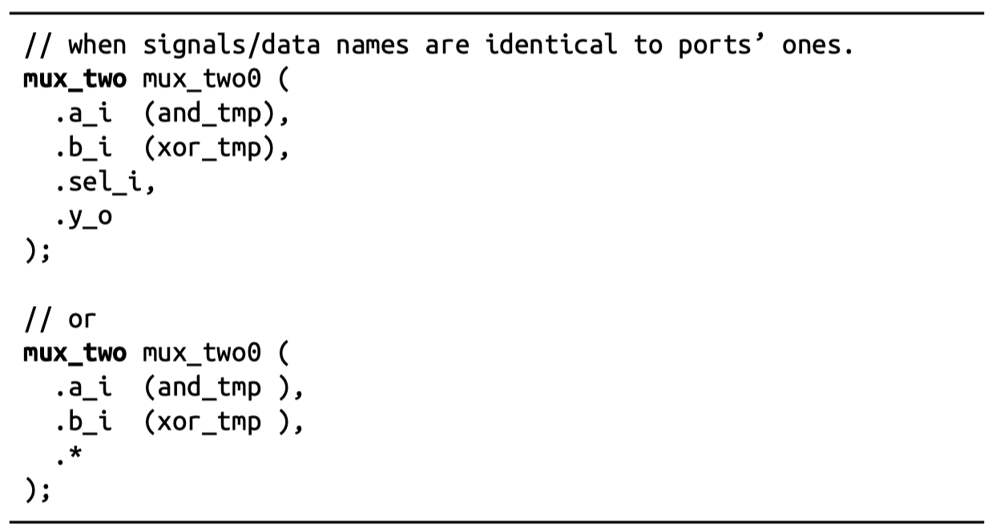 // when signals/data names are identical to ports’ ones.
mux_two mux_two0 (
  .a_i  (and_tmp),
  .b_i  (xor_tmp),
  .sel_i,
  .y_o
);

// or
mux_two mux_two0 (
  .a_i  (and_tmp ),
  .b_i  (xor_tmp ),
  .*
);